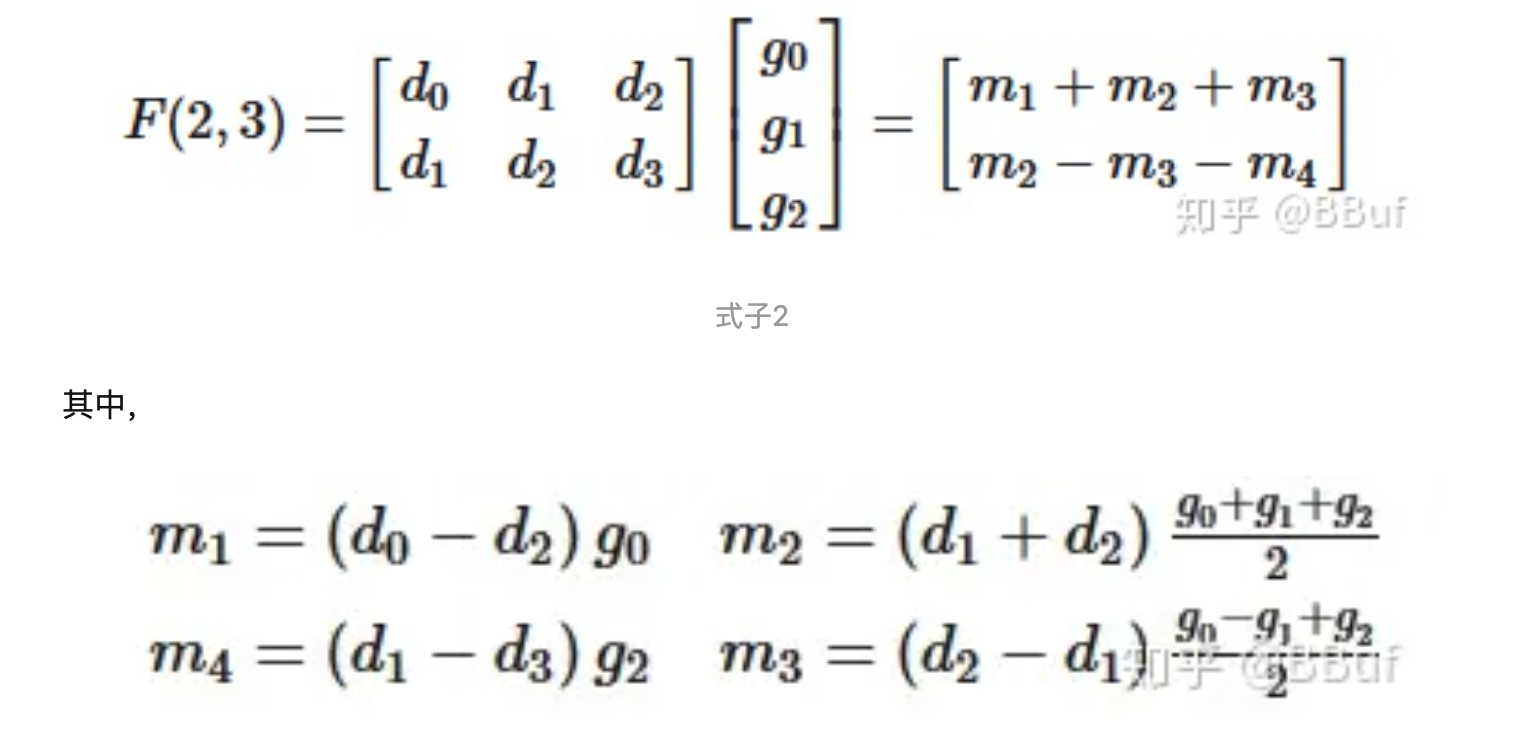 F(2, 3) = [d₀ d₁ d₂; d₁ d₂ d₃] [g₀; g₁; g₂] = [m₁ + m₂ + m₃; m₂ − m₃ − m₄]
知乎 @BBuf
式子2
其中,
m₁ = (d₀ − d₂) g₀ m₂ = (d₁ + d₂) (g₀+g₁+g₂)/2
m₄ = (d₁ − d₃) g₂ m₃ = (d₂ − d₁) (g₀−g₁+g₂)/2
知乎 @BBuf